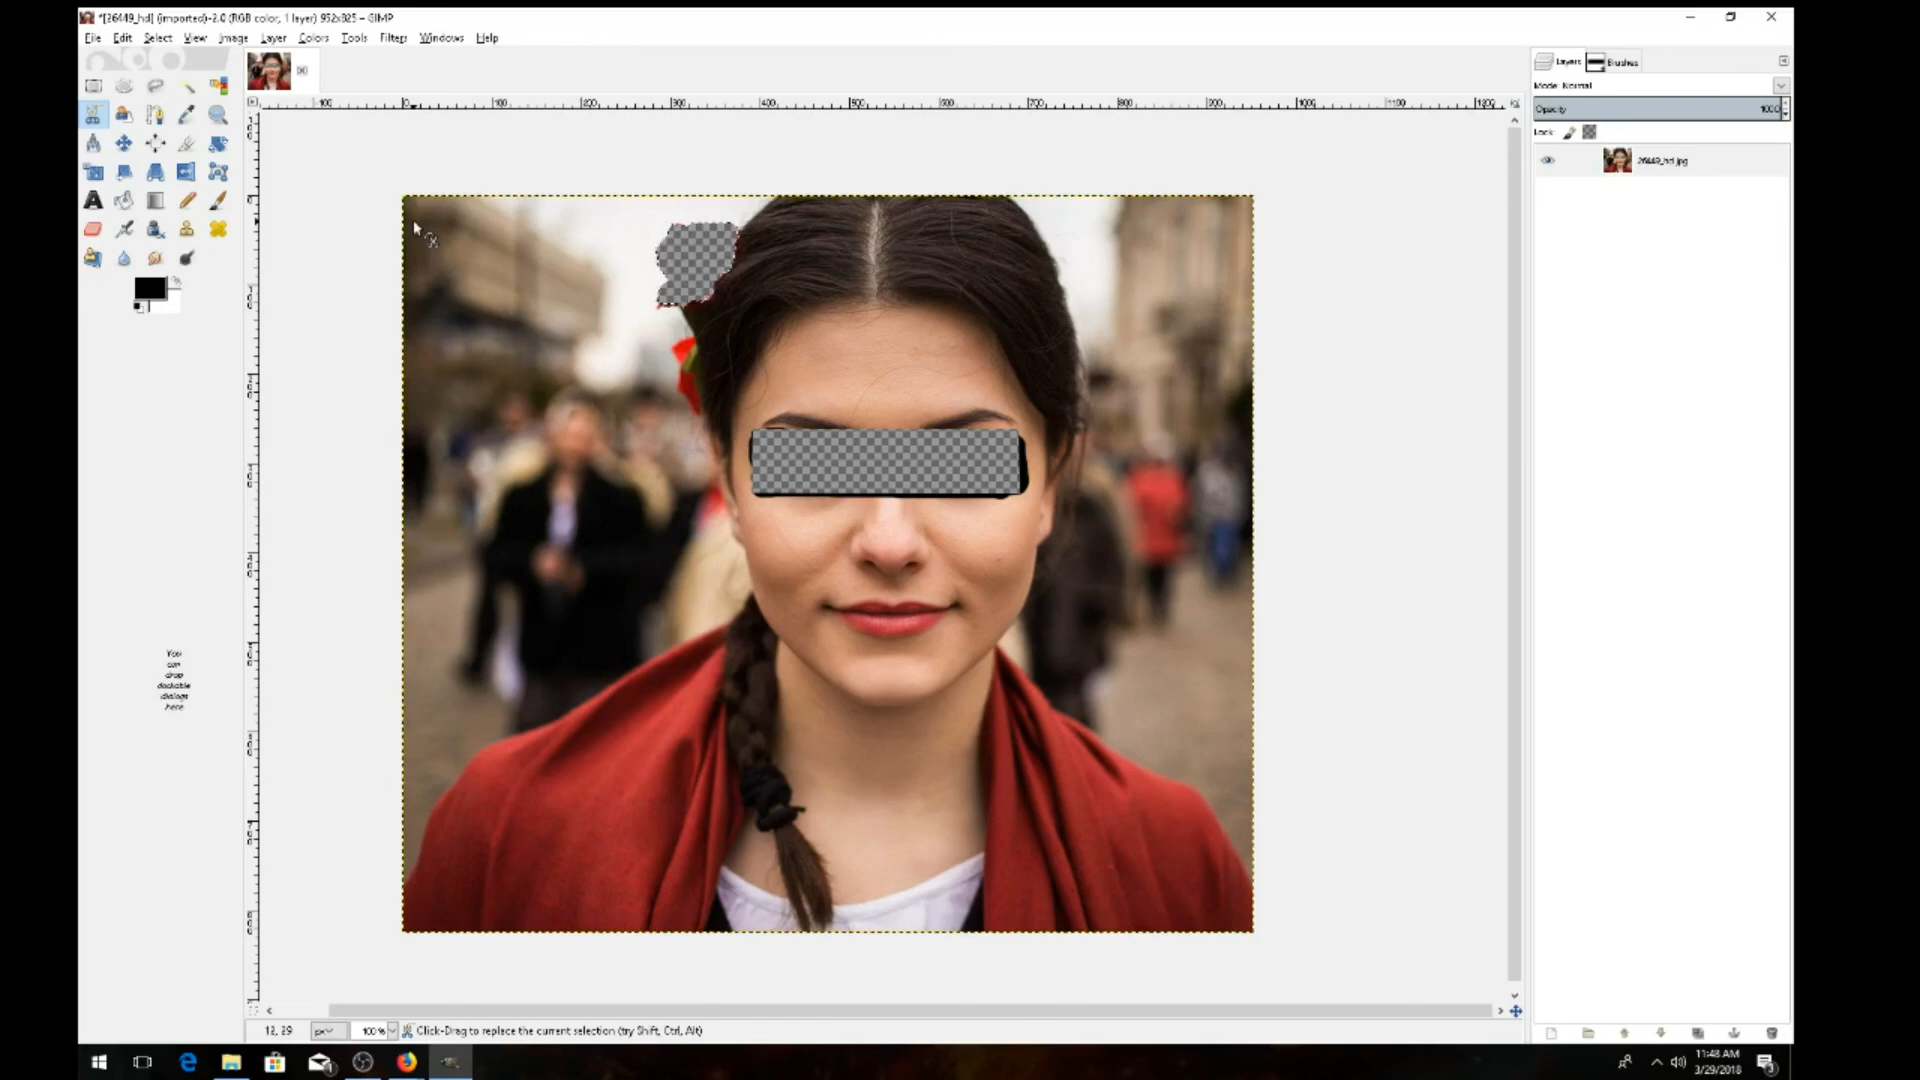 *[26449_hd] (imported)-2.0 (RGB color, 1 layer) 952x825 – GIMP
File Edit Select View Image Layer Colors Tools Filters Windows Help
Layers Brushes
Mode: Normal
Opacity 100.0
Lock:
26449_hd.jpg
You
can
drop
dockable
dialogs
here
12, 29 px 100 % Click-Drag to replace the current selection (try Shift, Ctrl, Alt)
11:48 AM
3/29/2018